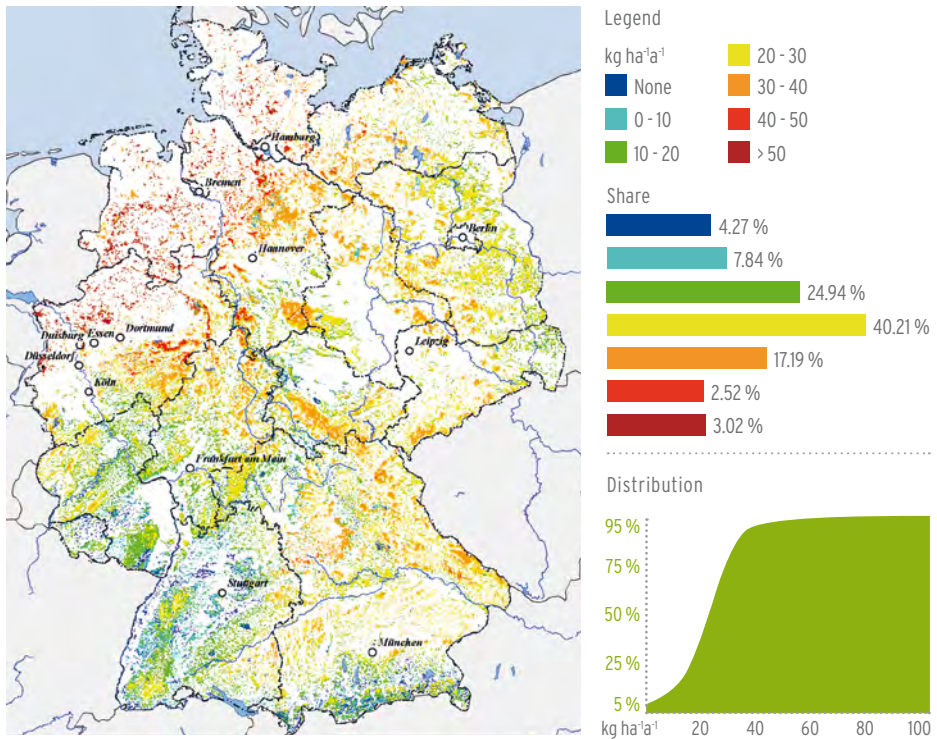 Hamburg
Bremen
Berlin
Hannover
Duisburg Essen Dortmund
Düsseldorf
Leipzig
Köln
Frankfurt am Main
Stuttgart
München
Legend
kg ha⁻¹a⁻¹
None
0 - 10
10 - 20
20 - 30
30 - 40
40 - 50
> 50
Share
4.27 %
7.84 %
24.94 %
40.21 %
17.19 %
2.52 %
3.02 %
Distribution
95 %
75 %
50 %
25 %
5 %
kg ha⁻¹a⁻¹ 20 40 60 80 100